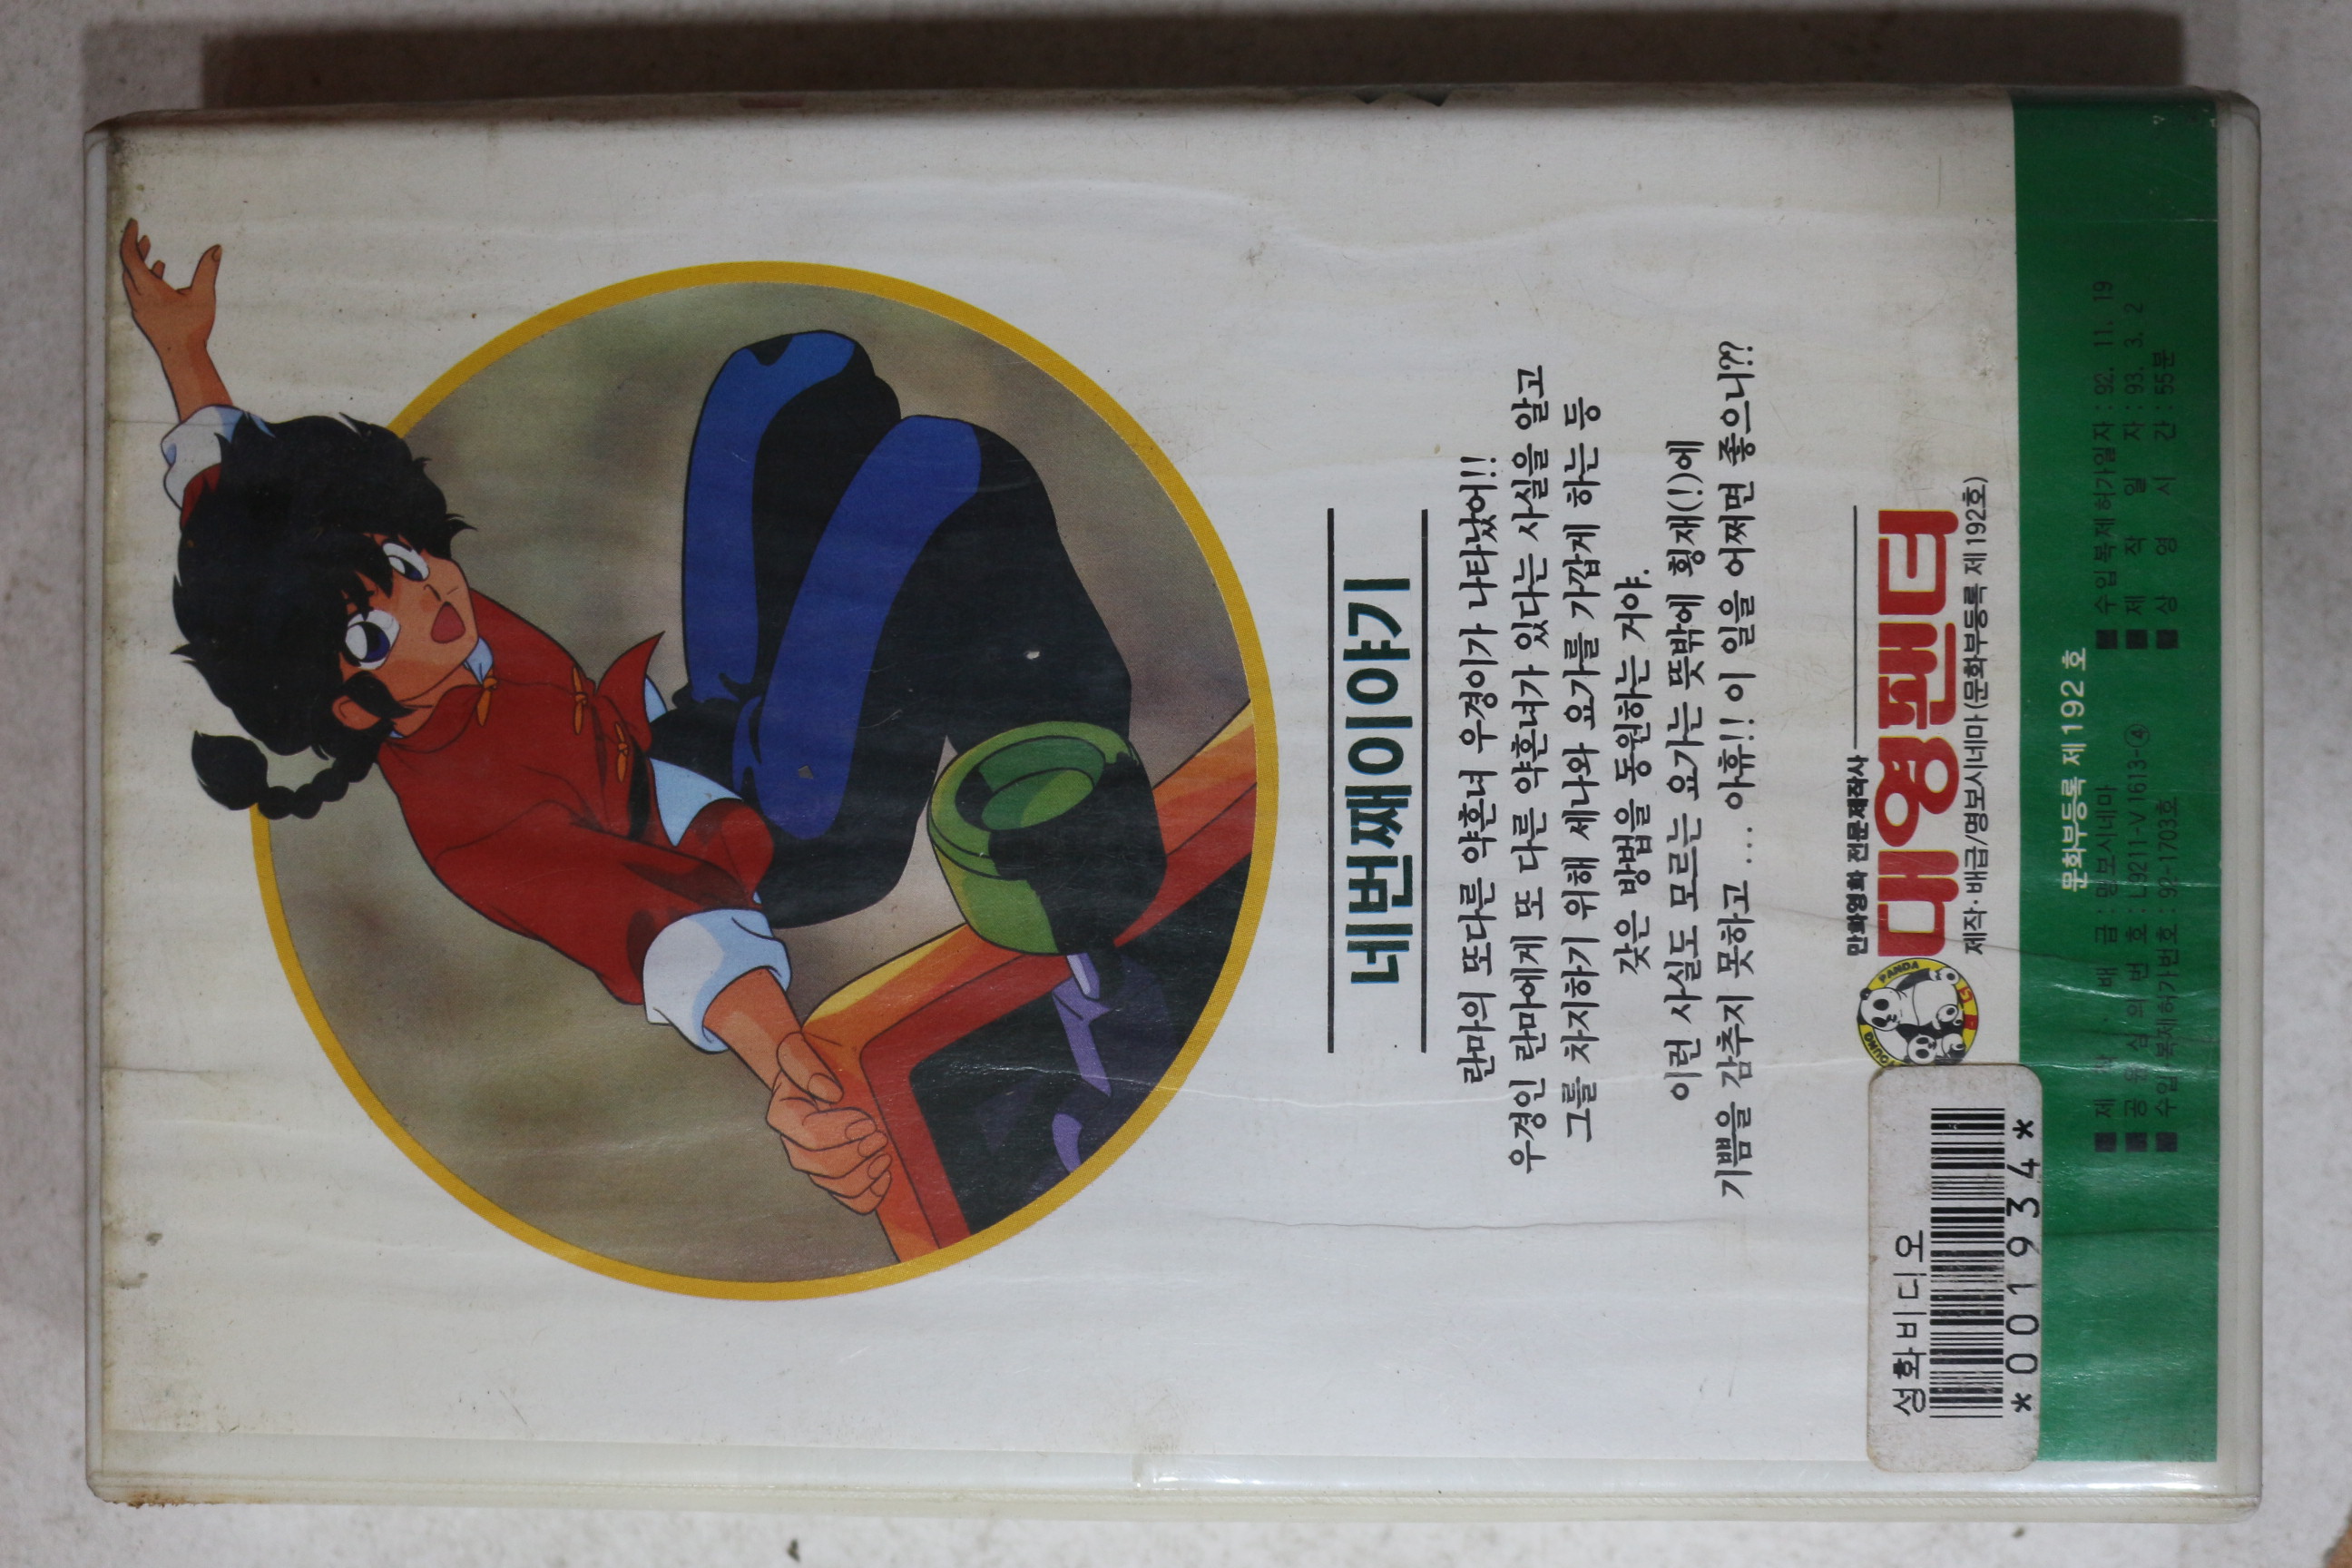 네번째이야기
란마의 또다른 약혼녀 우경이가 나타났어!!
우경인 란마에게 또 다른 약혼녀가 있다는 사실을 알고
그를 차지하기 위해 세나와 요가를 가깝게 하는 등
갖은 방법을 동원하는 거야.
이런 사실도 모르는 요가는 뜻밖에 횡재(!)에
기쁨을 감추지 못하고 … 아휴!! 이 일을 어쩌면 좋으니??
만화영화 전문제작사
대영팬더
제작·배급/명보시네마(문화부등록 제192호)
YOUNG PANDA
성화비디오
*001934*
문화부등록 제192호
■ 제 작 · 배 급 : 명보시네마
■ 공 윤 심 의 번 호 : L9211-V1613-④
■ 수입복제허가번호 : 92-1703호
■ 수입복제허가일자 : 92. 11. 19
■ 제 작 일 자 : 93. 3. 2
■ 상 영 시 간 : 55분